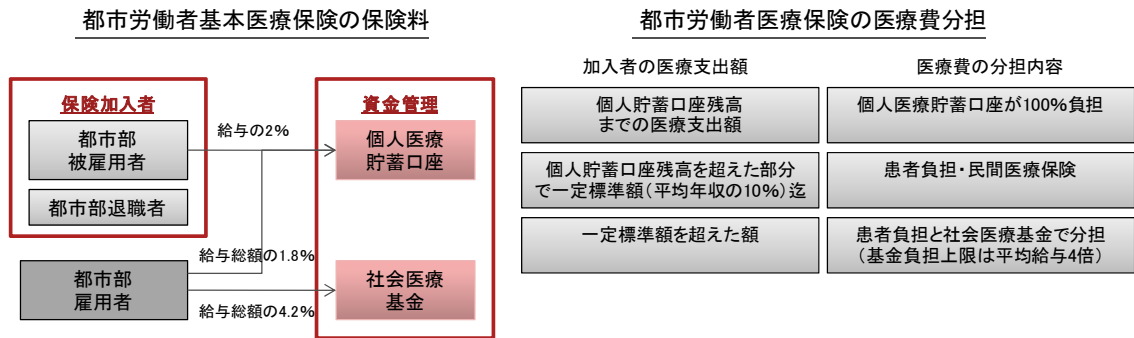 都市労働者基本医療保険の保険料
保険加入者
都市部
被雇用者
都市部退職者
都市部
雇用者
給与の2%
給与総額の1.8%
給与総額の4.2%
資金管理
個人医療
貯蓄口座
社会医療
基金
都市労働者医療保険の医療費分担
加入者の医療支出額
医療費の分担内容
個人貯蓄口座残高
までの医療支出額
個人医療貯蓄口座が100%負担
個人貯蓄口座残高を超えた部分
で一定標準額(平均年収の10%)迄
患者負担・民間医療保険
一定標準額を超えた額
患者負担と社会医療基金で分担
(基金負担上限は平均給与4倍)